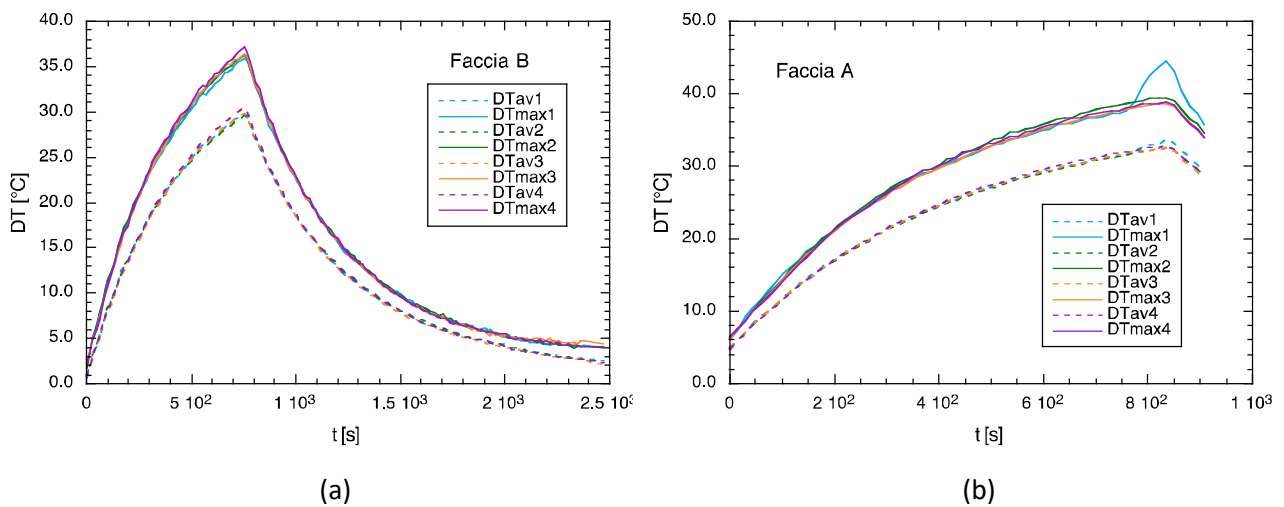 40.0
35.0
30.0
25.0
20.0
15.0
10.0
5.0
0.0
DT [°C]
Faccia B
DTav1
DTmax1
DTav2
DTmax2
DTav3
DTmax3
DTav4
DTmax4
0 5 10² 1 10³ 1.5 10³ 2 10³ 2.5 10³
t [s]
(a)
50.0
40.0
30.0
20.0
10.0
0.0
DT [°C]
Faccia A
DTav1
DTmax1
DTav2
DTmax2
DTav3
DTmax3
DTav4
DTmax4
0 2 10² 4 10² 6 10² 8 10² 1 10³
t [s]
(b)